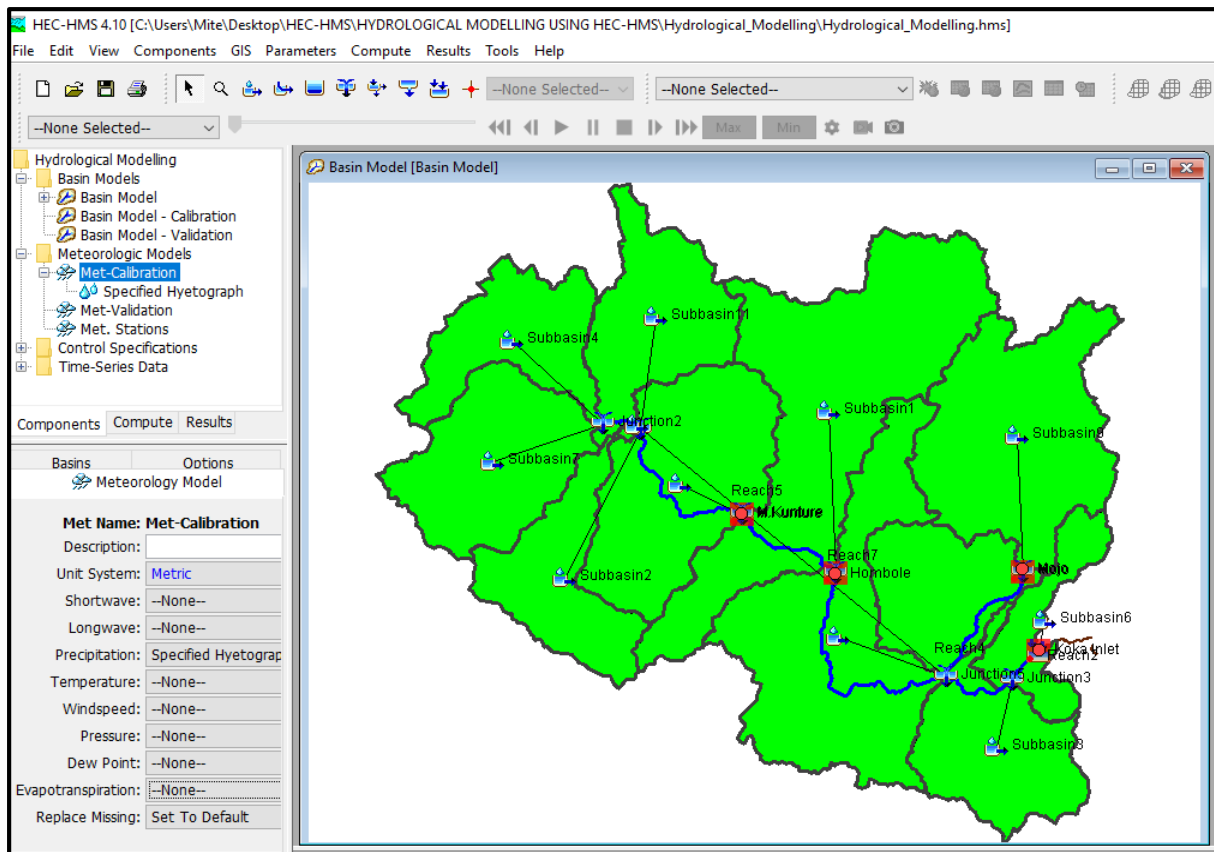 HEC-HMS 4.10 [C:\Users\Mite\Desktop\HEC-HMS\HYDROLOGICAL MODELLING USING HEC-HMS\Hydrological_Modelling\Hydrological_Modelling.hms]
File Edit View Components GIS Parameters Compute Results Tools Help
--None Selected-- --None Selected--
--None Selected-- Max Min
Hydrological Modelling
Basin Models
Basin Model
Basin Model - Calibration
Basin Model - Validation
Meteorologic Models
Met-Calibration
Specified Hyetograph
Met-Validation
Met. Stations
Control Specifications
Time-Series Data
Components Compute Results
Basins Options
Meteorology Model
Met Name: Met-Calibration
Description:
Unit System: Metric
Shortwave: --None--
Longwave: --None--
Precipitation: Specified Hyetograp
Temperature: --None--
Windspeed: --None--
Pressure: --None--
Dew Point: --None--
Evapotranspiration: --None--
Replace Missing: Set To Default
Basin Model [Basin Model]
Subbasin11
Subbasin4
Junction2
Subbasin1
Subbasin9
Subbasin7
Reach5
M.Kunture
Reach7
Hombole
Mojo
Subbasin2
Subbasin6
Reach4
Koka Inlet
Reach2
Junction3